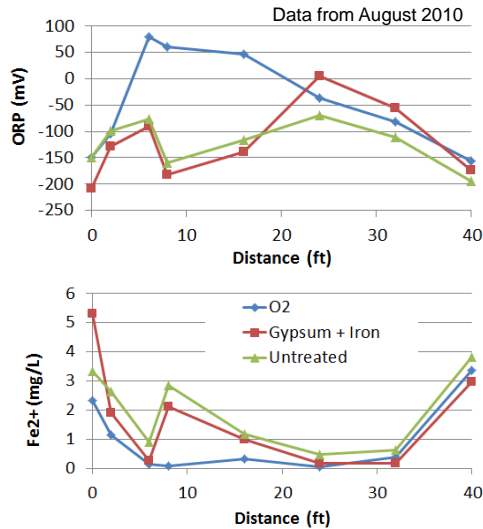 Data from August 2010
100
50
0
-50
-100
-150
-200
-250
ORP (mV)
0 10 20 30 40
Distance (ft)
6
5
4
3
2
1
0
Fe2+ (mg/L)
O2
Gypsum + Iron
Untreated
0 10 20 30 40
Distance (ft)